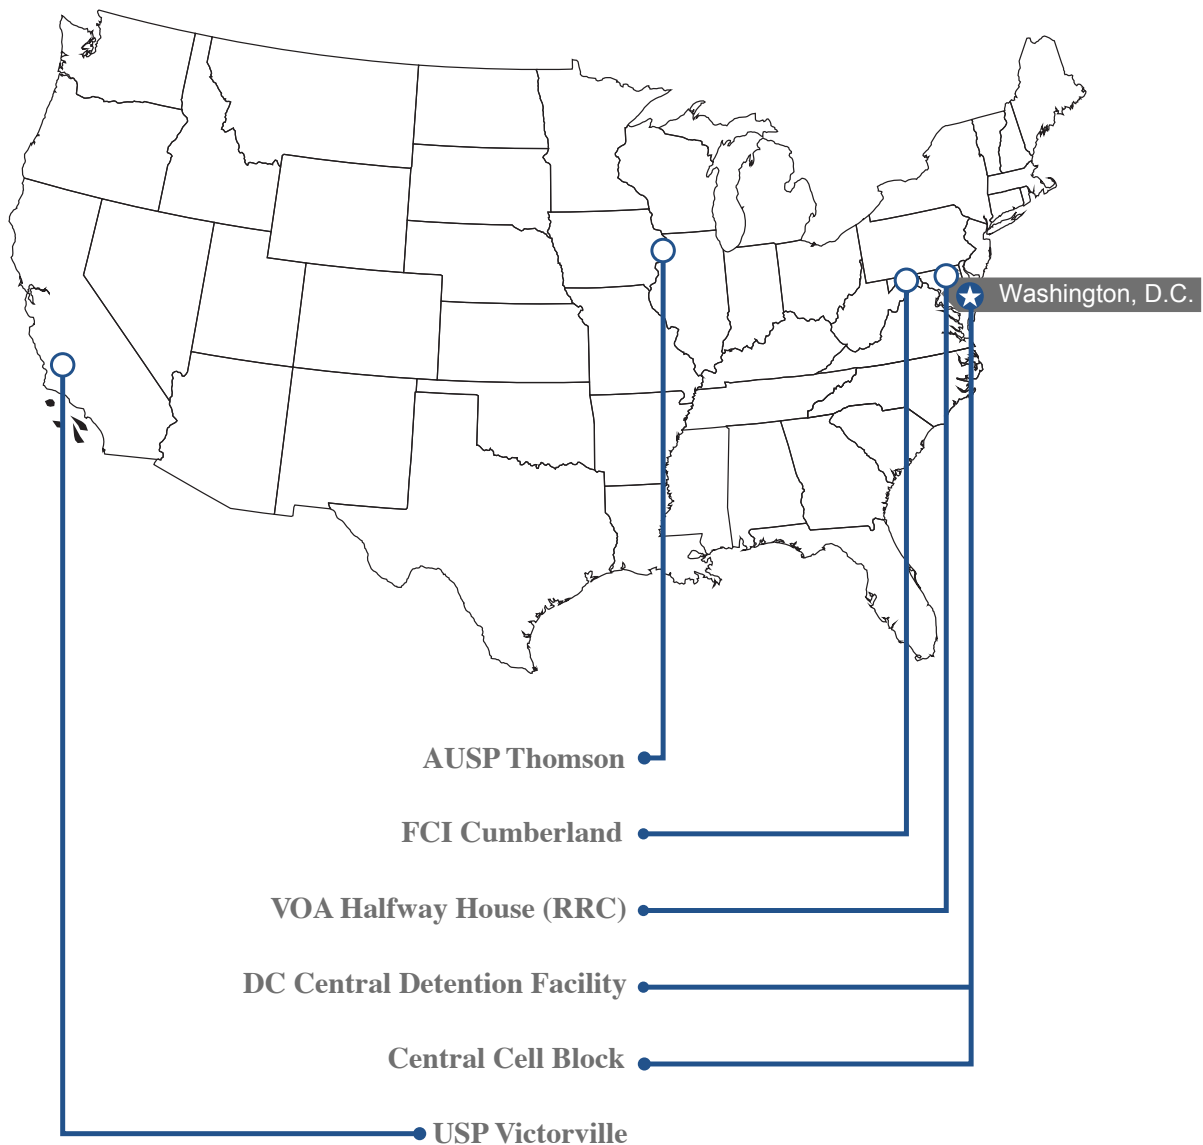 Washington, D.C.
AUSP Thomson
FCI Cumberland
VOA Halfway House (RRC)
DC Central Detention Facility
Central Cell Block
USP Victorville